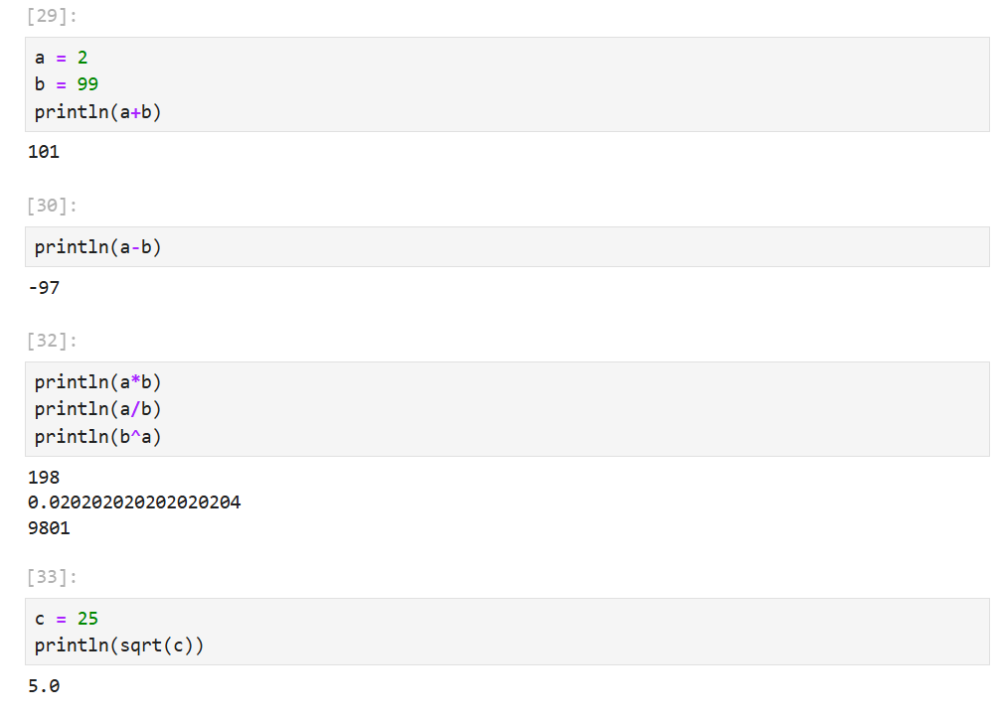 [29]:
a = 2
b = 99
println(a+b)
101
[30]:
println(a-b)
-97
[32]:
println(a*b)
println(a/b)
println(b^a)
198
0.020202020202020204
9801
[33]:
c = 25
println(sqrt(c))
5.0